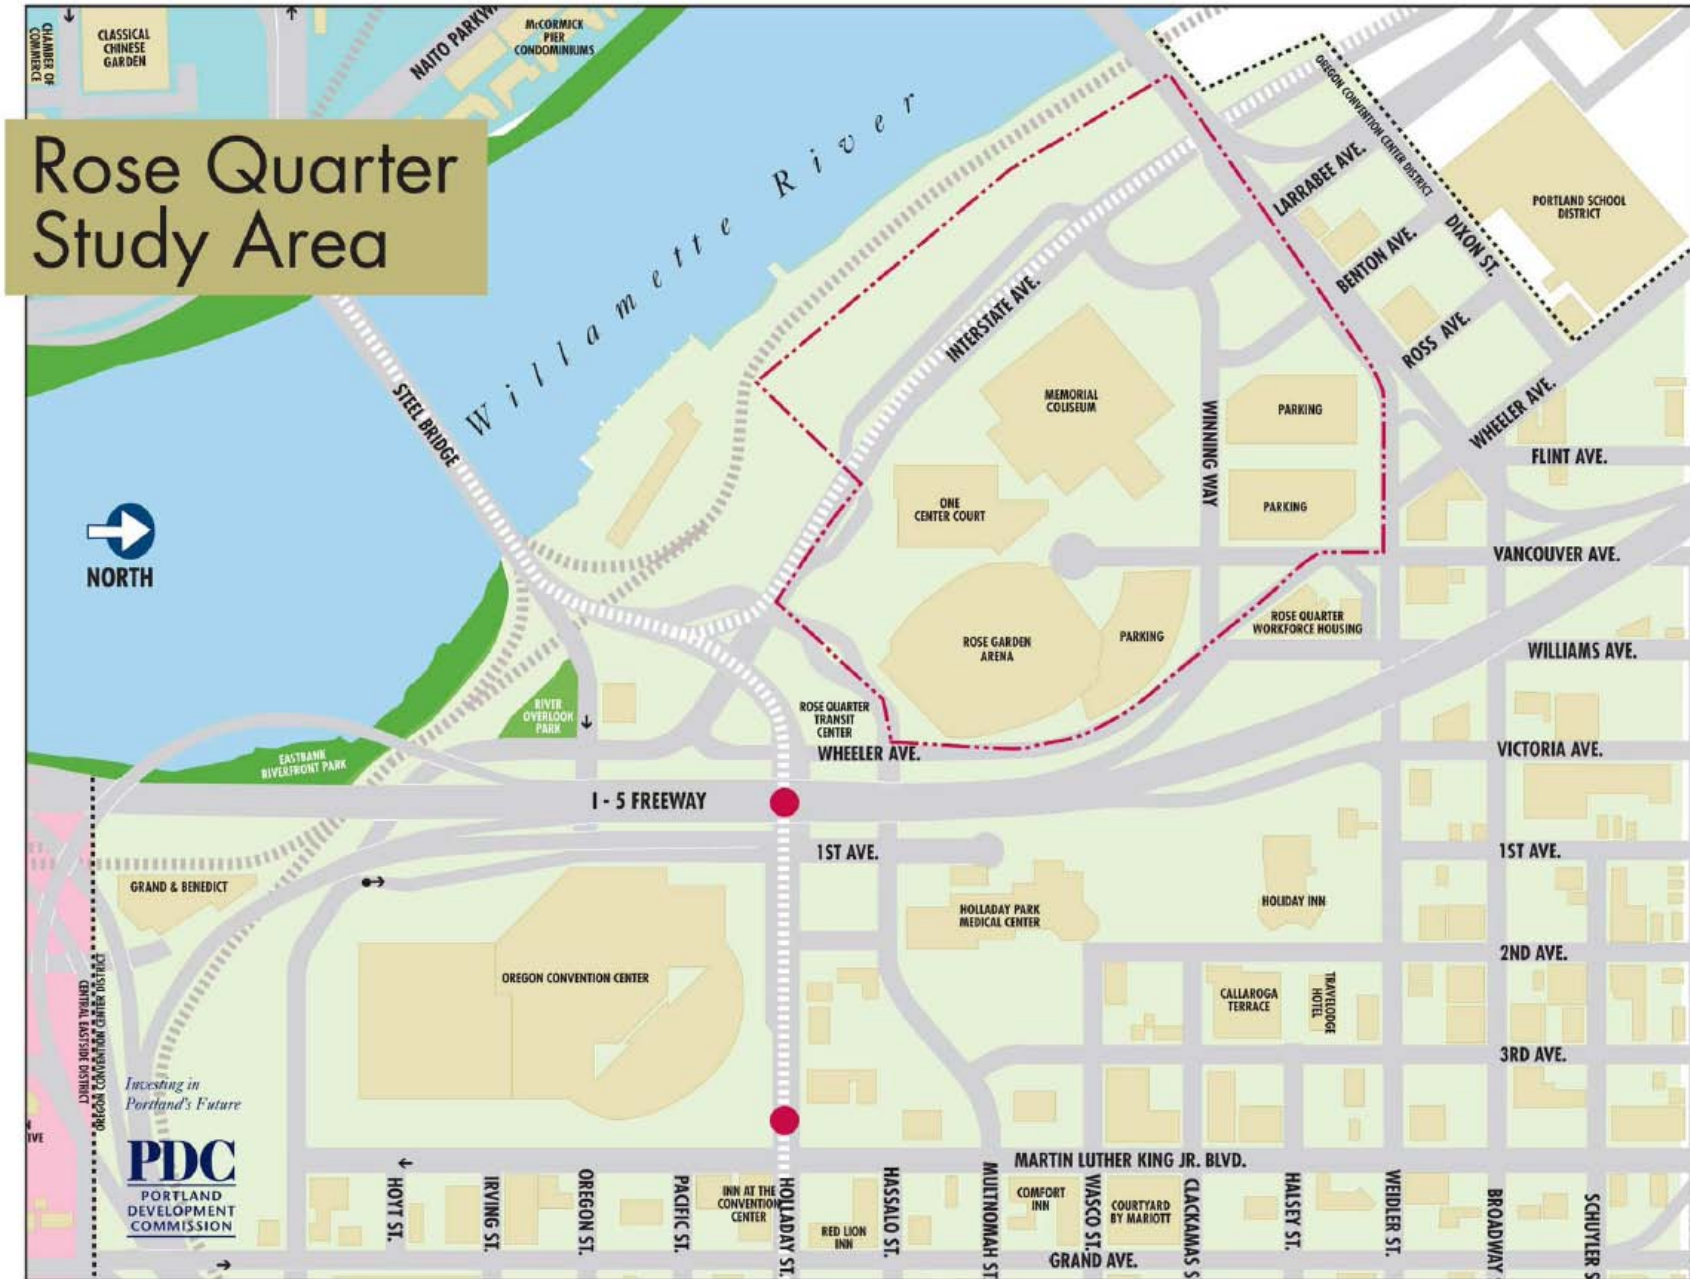 CHAMBER OF
COMMERCE
CLASSICAL
CHINESE
GARDEN
NAITO PARKWAY
McCORMICK
PIER
CONDOMINIUMS
Rose Quarter
Study Area
Willamette River
STEEL BRIDGE
NORTH
OREGON CONVENTION CENTER DISTRICT
PORTLAND SCHOOL
DISTRICT
LARRABEE AVE.
BENTON AVE.
DIXON ST.
ROSS AVE.
WHEELER AVE.
INTERSTATE AVE.
MEMORIAL
COLISEUM
WINNING WAY
PARKING
PARKING
ONE
CENTER COURT
FLINT AVE.
VANCOUVER AVE.
ROSE GARDEN
ARENA
PARKING
ROSE QUARTER
WORKFORCE HOUSING
WILLIAMS AVE.
RIVER
OVERLOOK
PARK
ROSE QUARTER
TRANSIT
CENTER
WHEELER AVE.
VICTORIA AVE.
EASTBANK
RIVERFRONT PARK
I - 5 FREEWAY
1ST AVE.
1ST AVE.
GRAND & BENEDICT
HOLLADAY PARK
MEDICAL CENTER
HOLIDAY INN
2ND AVE.
OREGON CONVENTION CENTER
CALLAROGA
TERRACE
TRAVELODGE
HOTEL
3RD AVE.
CENTRAL EASTSIDE DISTRICT
OREGON CONVENTION CENTER DISTRICT
Investing in
Portland's Future
PDC
PORTLAND
DEVELOPMENT
COMMISSION
MARTIN LUTHER KING JR. BLVD.
HOYT ST.
IRVING ST.
OREGON ST.
PACIFIC ST.
INN AT THE
CONVENTION
CENTER
HOLLADAY ST.
RED LION
INN
HASSALO ST.
MULTNOMAH ST
COMFORT
INN
WASCO ST.
COURTYARD
BY MARIOTT
CLACKAMAS S
HALSEY ST.
WEIDLER ST.
BROADWAY
SCHUYLER S
GRAND AVE.